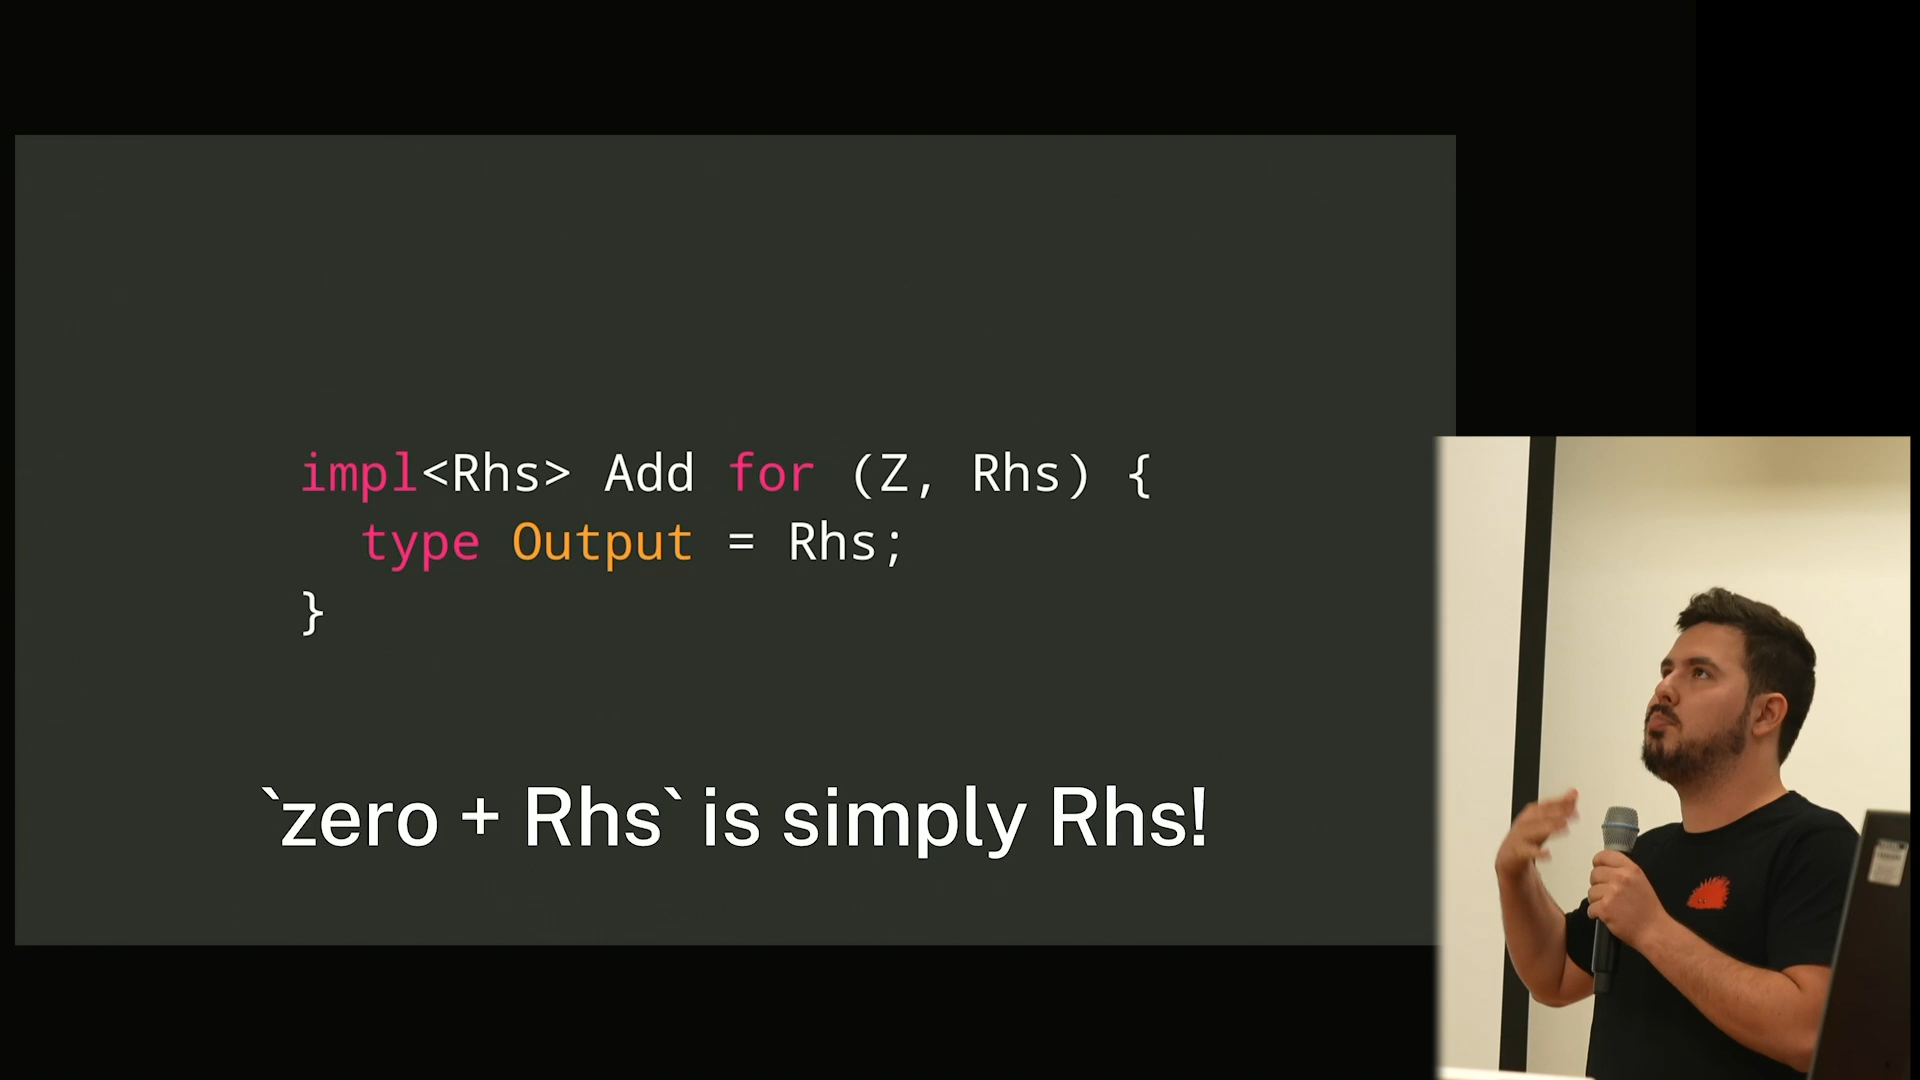 impl<Rhs> Add for (Z, Rhs) {
  type Output = Rhs;
}
`zero + Rhs` is simply Rhs!